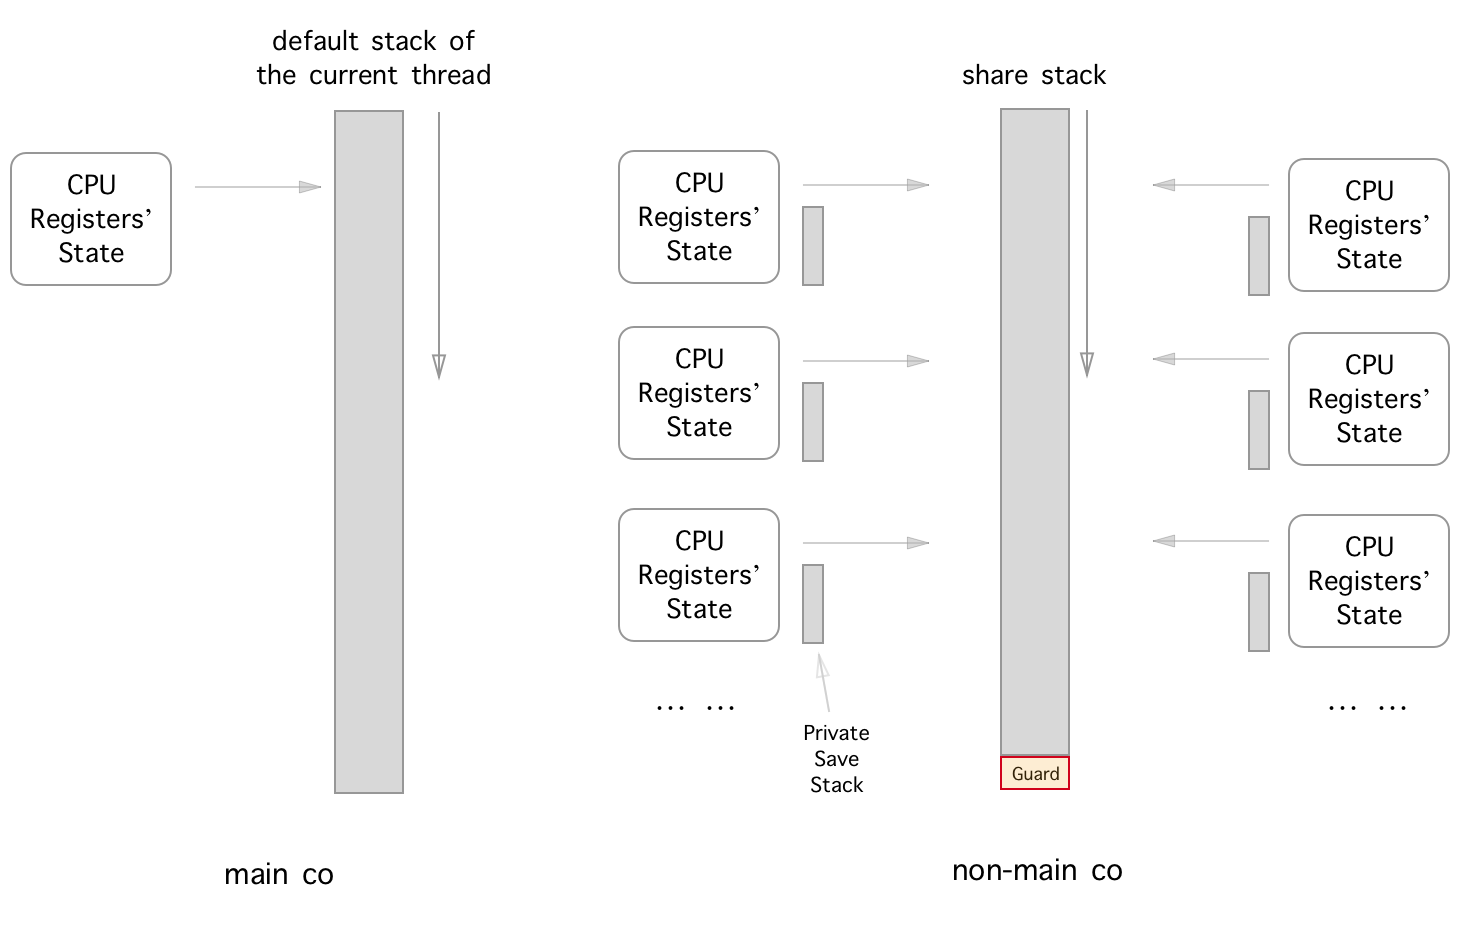 default stack of
the current thread
share stack
CPU
Registers’
State
CPU
Registers’
State
CPU
Registers’
State
CPU
Registers’
State
CPU
Registers’
State
CPU
Registers’
State
CPU
Registers’
State
... ...
... ...
Private
Save
Stack
Guard
main co
non-main co